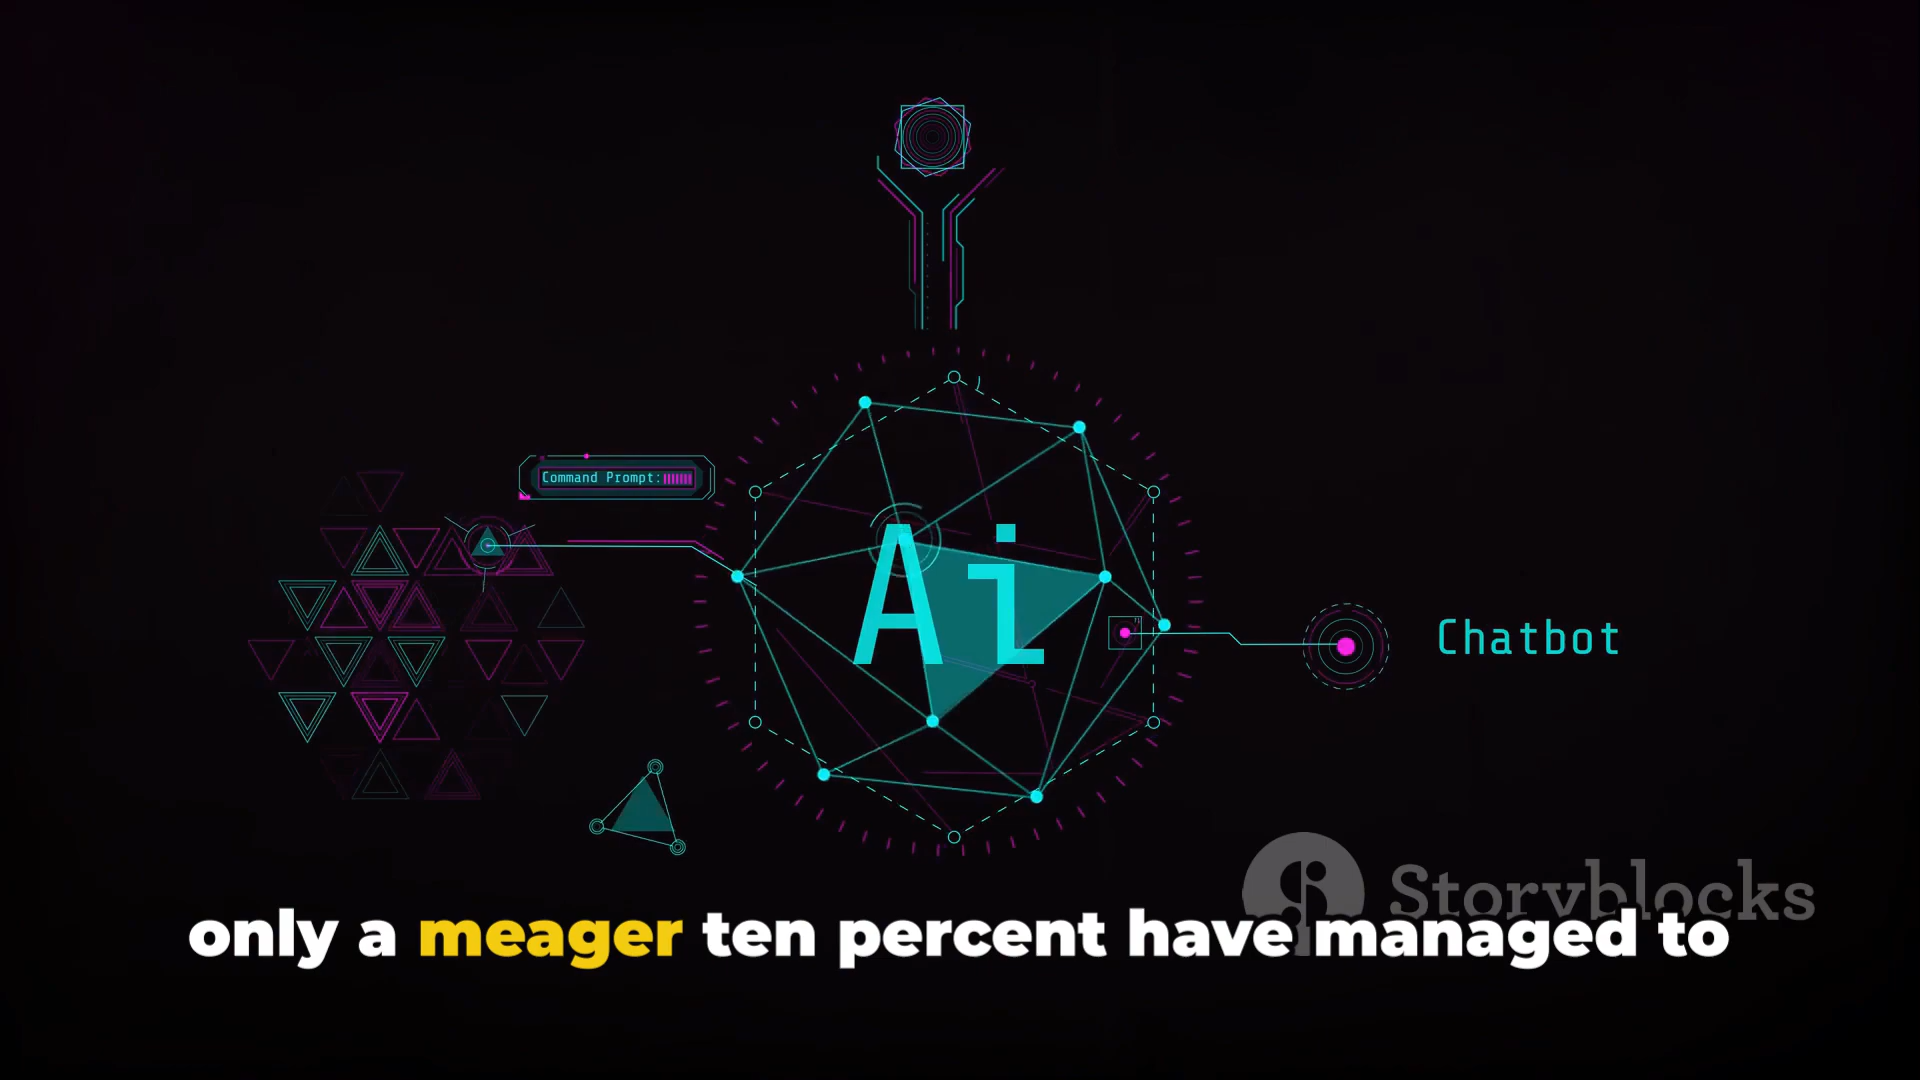 Command Prompt:
Ai
Chatbot
Storyblocks
only a meager ten percent have managed to